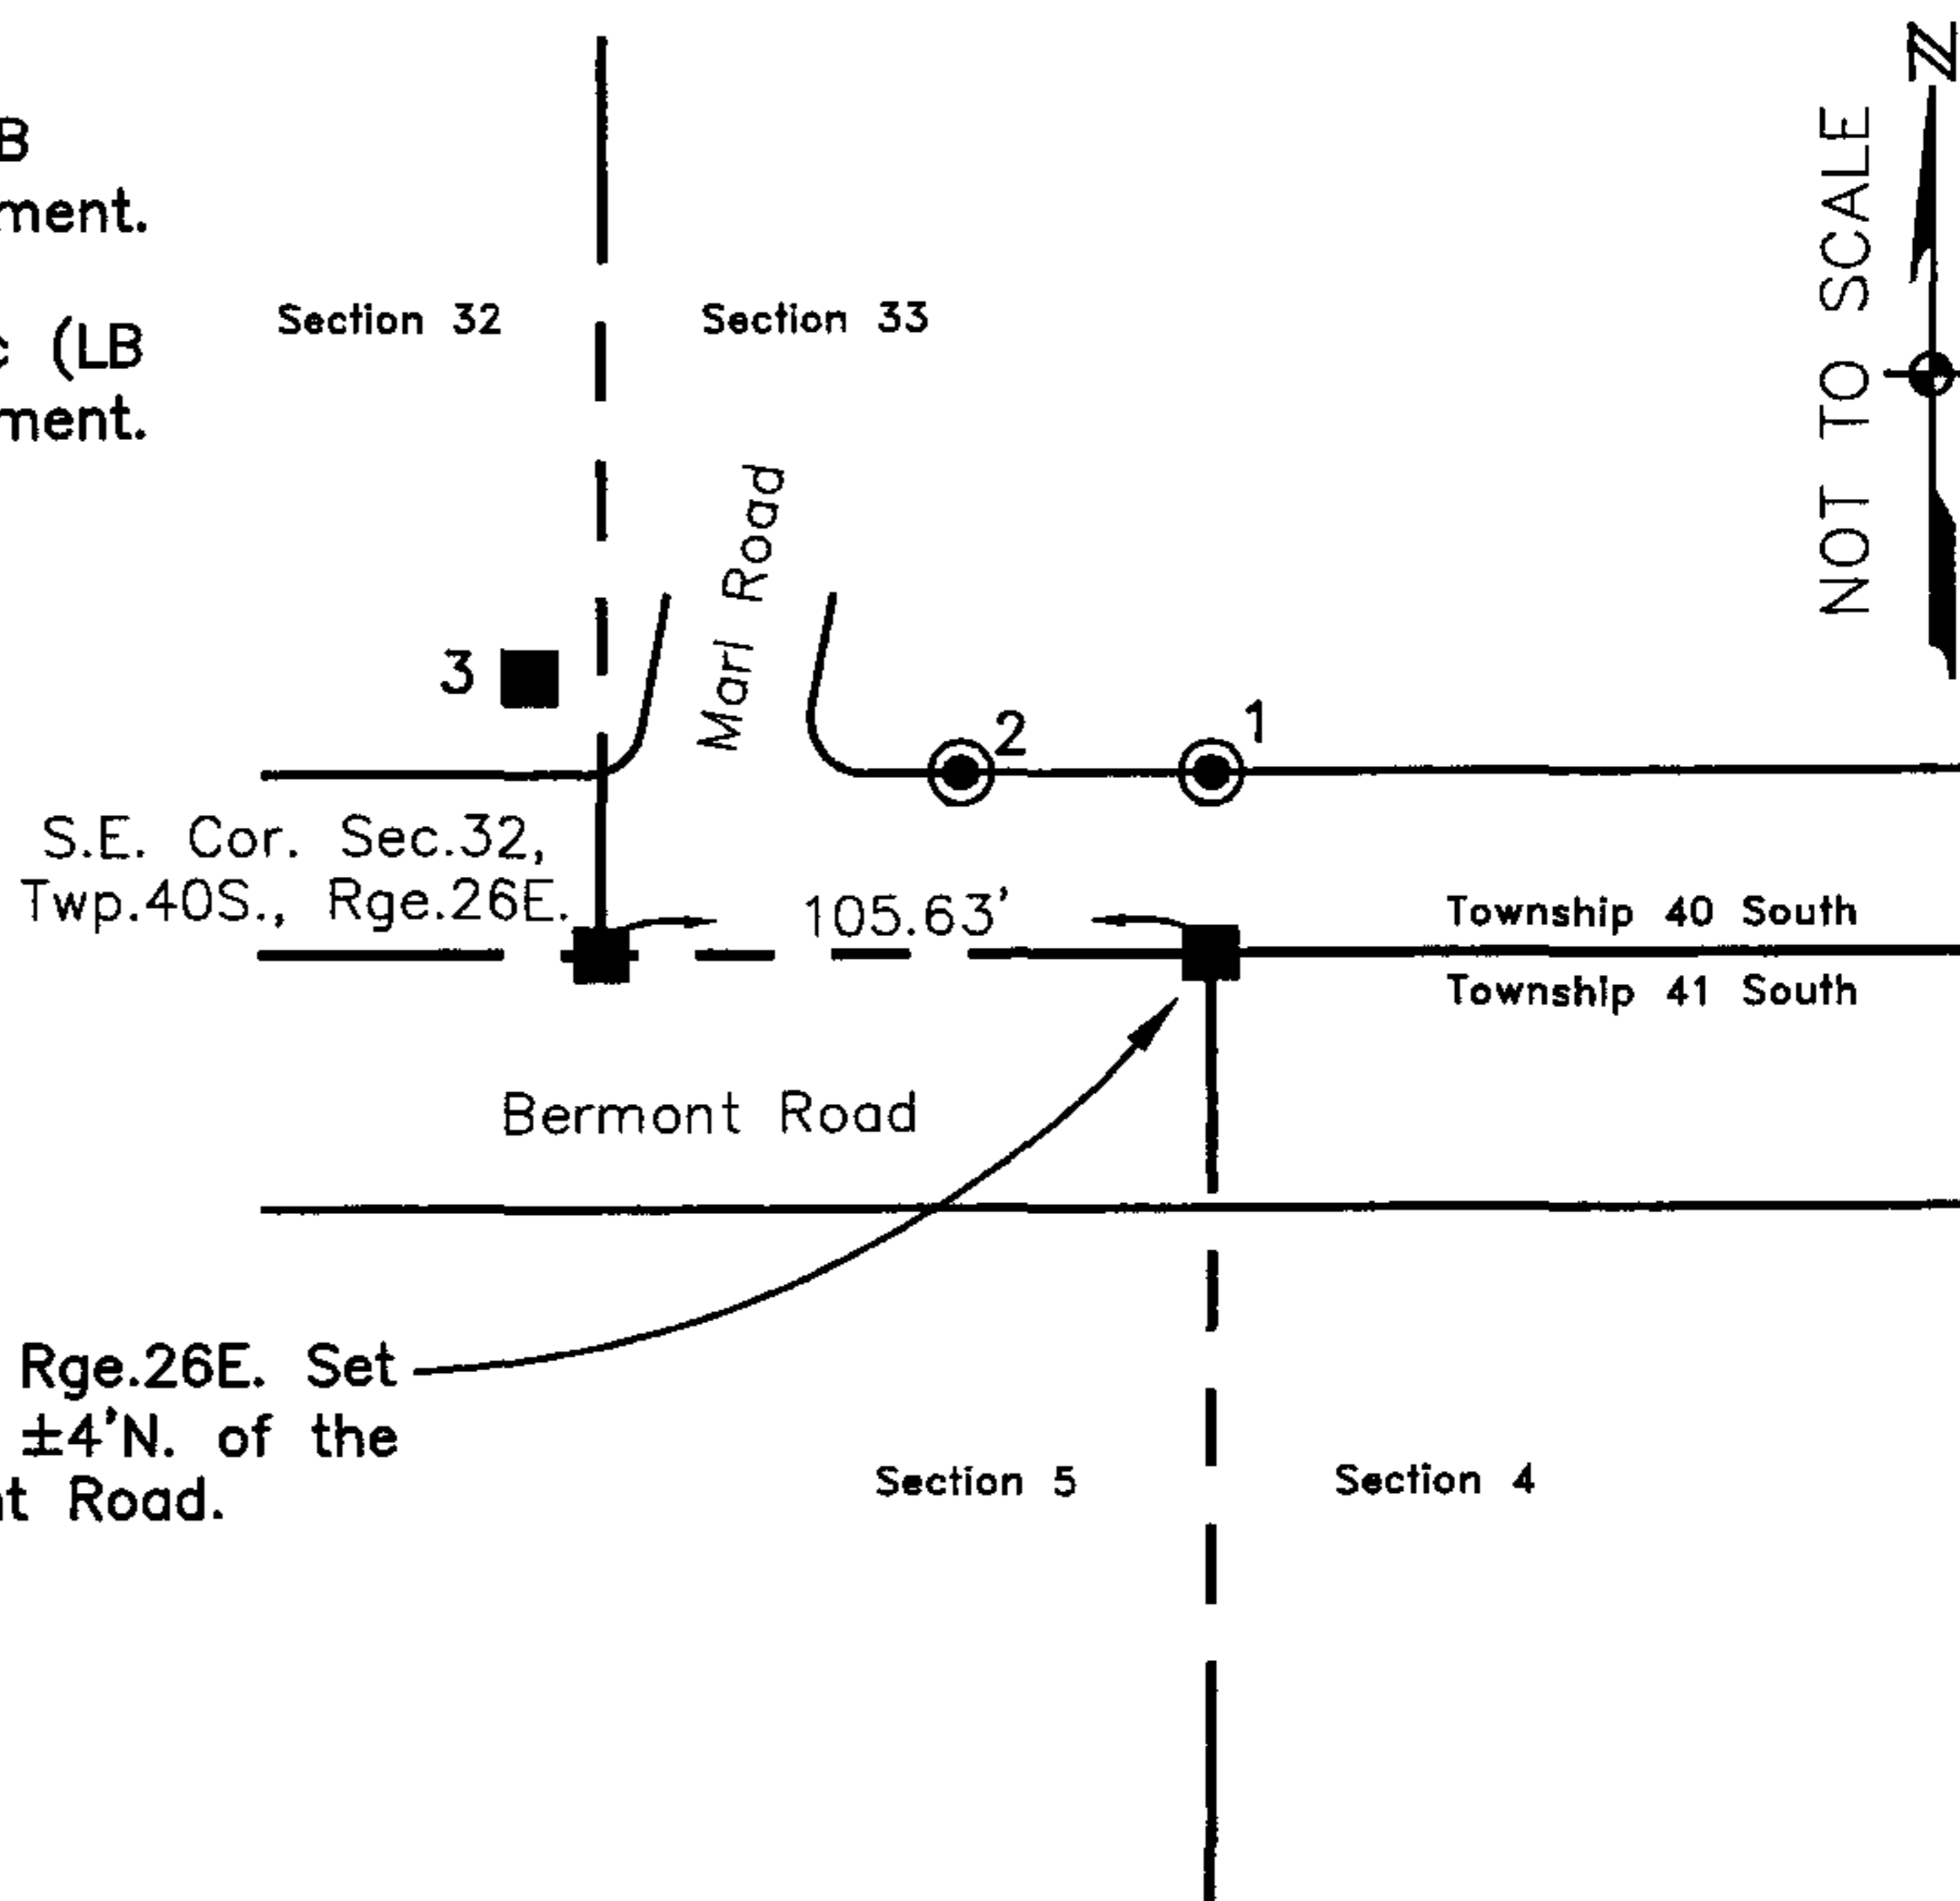 N
NOT TO SCALE
B
ment.
(LB
ment.
Section 32
Section 33
Marl Road
3
2
1
S.E. Cor. Sec.32,
Twp.40S., Rge.26E.
105.63'
Township 40 South
Township 41 South
Bermont Road
Rge.26E. Set
±4'N. of the
t Road.
Section 5
Section 4